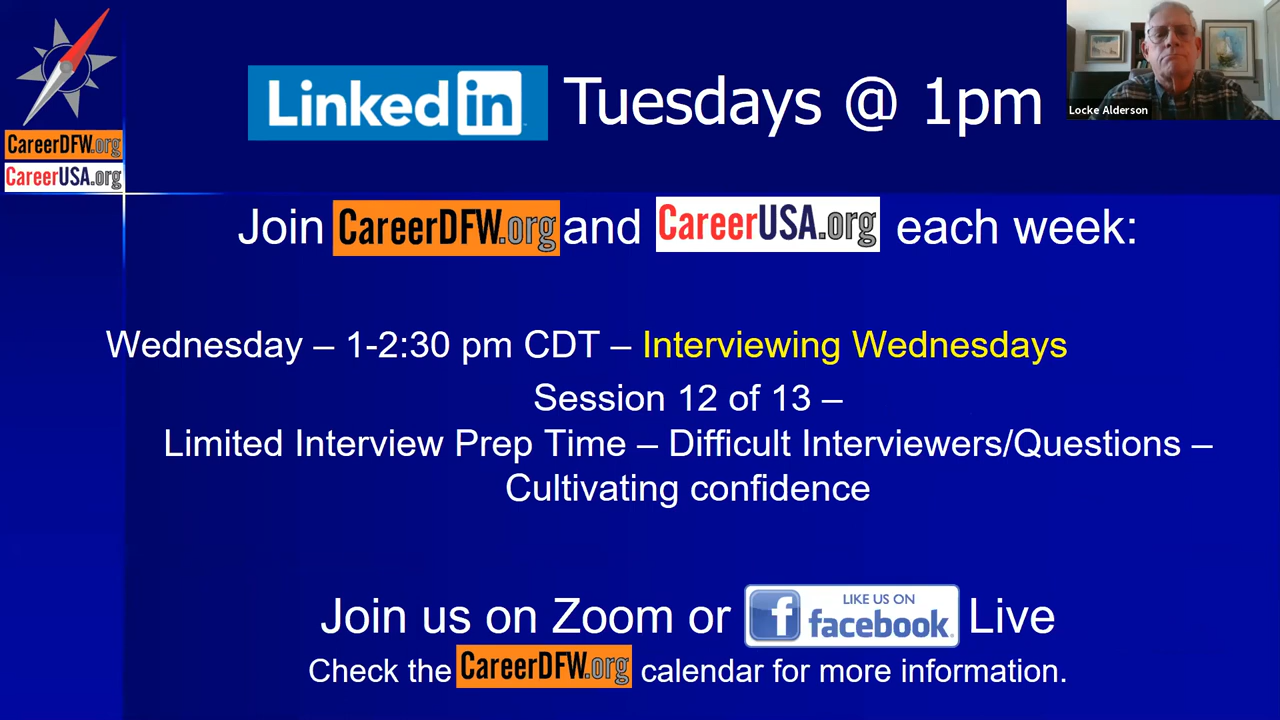 LinkedIn Tuesdays @ 1pm
Locke Alderson
CareerDFW.org
CareerUSA.org
Join CareerDFW.org and CareerUSA.org each week:
Wednesday – 1-2:30 pm CDT – Interviewing Wednesdays
Session 12 of 13 –
Limited Interview Prep Time – Difficult Interviewers/Questions –
Cultivating confidence
Join us on Zoom or f LIKE US ON facebook. Live
Check the CareerDFW.org calendar for more information.